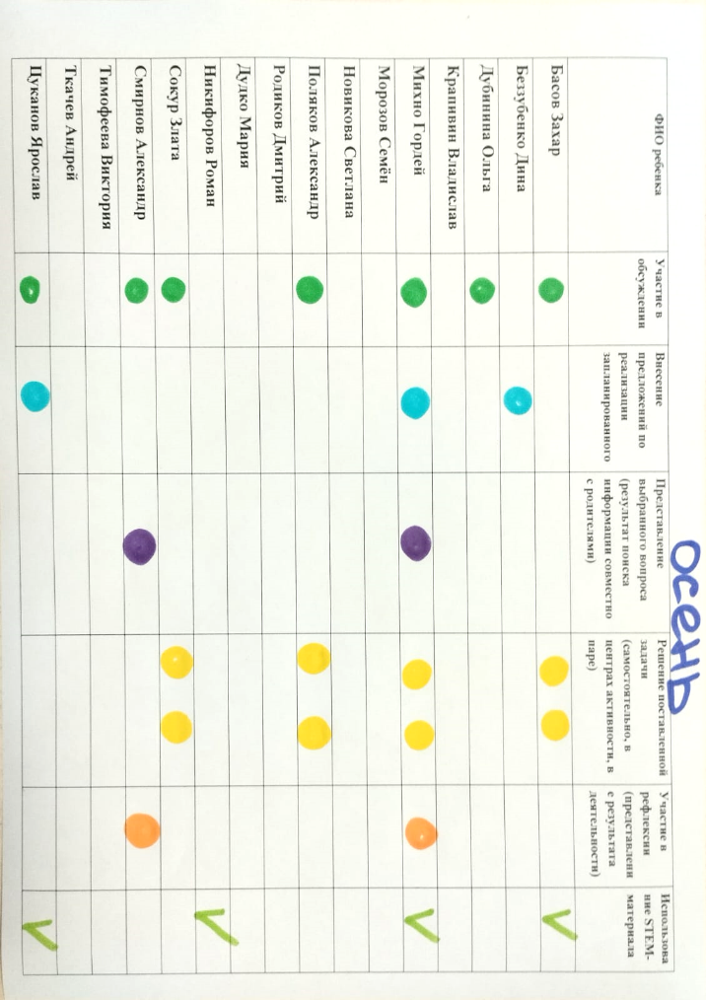 осень
ФИО ребенка
Участие в
обсуждении
Внесение
предложений по
реализации
запланированного
Представление
выбранного вопроса
(результат поиска
информации совместно
с родителями)
Решение поставленной
задачи
(самостоятельно, в
центрах активности, в
паре)
Участие в
рефлексии
(представлени
е результата
деятельности)
Использова
ние STEM-
материала
Басов Захар
Беззубенко Дина
Дубинина Ольга
Крапивин Владислав
Михно Гордей
Морозов Семён
Новикова Светлана
Поляков Александр
Родиков Дмитрий
Дудко Мария
Никифоров Роман
Сокур Злата
Смирнов Александр
Тимофеева Виктория
Ткачев Андрей
Цуканов Ярослав